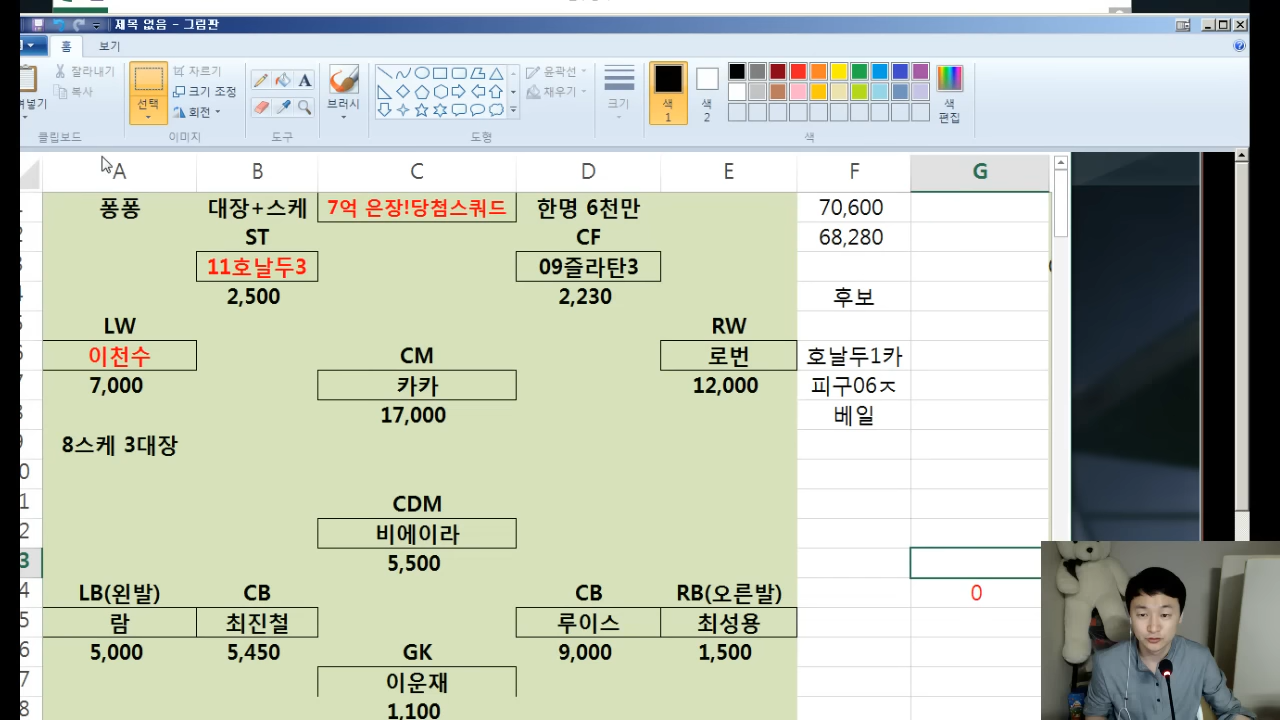 제목 없음 - 그림판
홈 보기
잘라내기
복사
클립보드
선택
자르기
크기 조정
회전
이미지
A
도구
브러시
윤곽선
채우기
도형
크기
색 1
색 2
색 편집
색
A B C D E F G
퐁퐁 대장+스케 7억 은장!당첨스쿼드 한명 6천만 70,600
ST CF 68,280
11호날두3 09즐라탄3
2,500 2,230 후보
LW RW
이천수 CM 로번 호날두1카
7,000 카카 12,000 피구06ㅈ
17,000 베일
8스케 3대장
CDM
비에이라
3 5,500
LB(왼발) CB CB RB(오른발) 0
람 최진철 루이스 최성용
5,000 5,450 GK 9,000 1,500
이운재
1,100